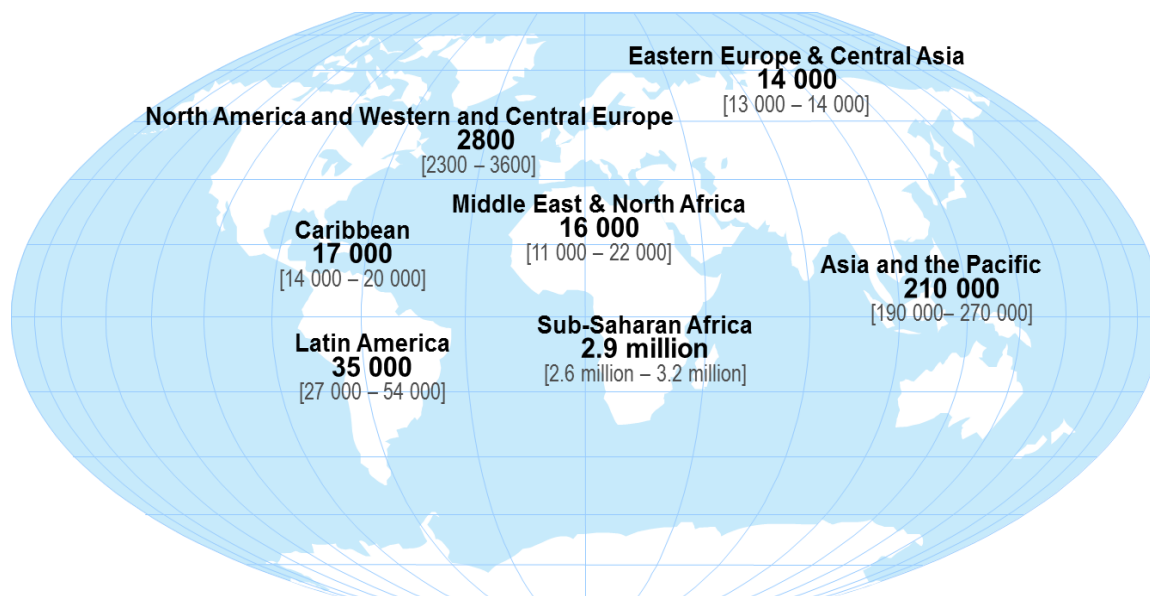 Eastern Europe & Central Asia
14 000
[13 000 – 14 000]
North America and Western and Central Europe
2800
[2300 – 3600]
Middle East & North Africa
16 000
[11 000 – 22 000]
Caribbean
17 000
[14 000 – 20 000]
Asia and the Pacific
210 000
[190 000– 270 000]
Sub-Saharan Africa
2.9 million
[2.6 million – 3.2 million]
Latin America
35 000
[27 000 – 54 000]